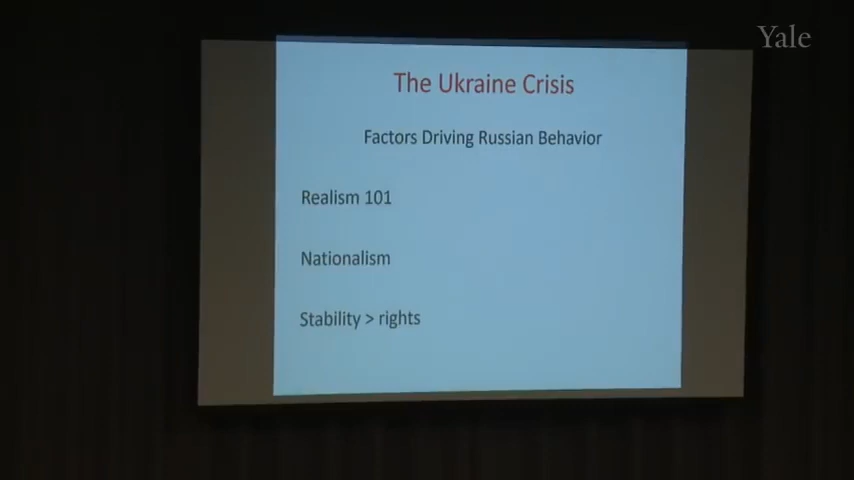 Yale
The Ukraine Crisis
Factors Driving Russian Behavior
Realism 101
Nationalism
Stability > rights